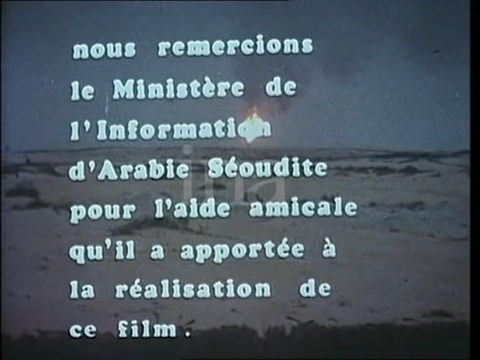 nous remercions
le Ministère de
l'Information
d'Arabie Séoudite
pour l'aide amicale
qu'il a apportée à
la réalisation de
ce film.
ina